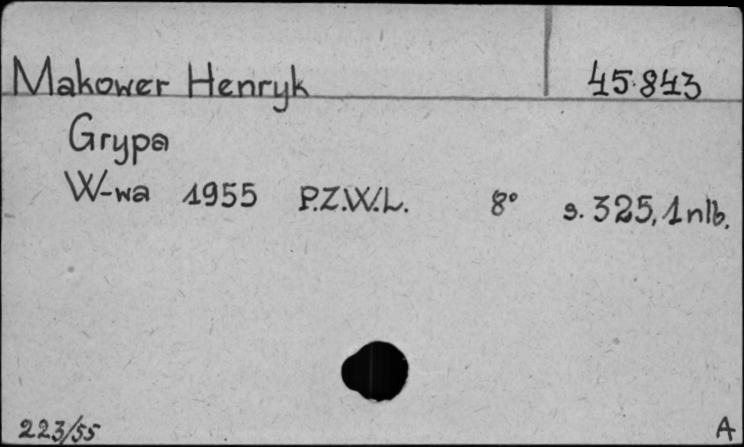 Makower Henryk 45.843
Grypa
W-wa 1955 P.Z.W.L. 8° s. 325, 1 nlb.
223/55 A